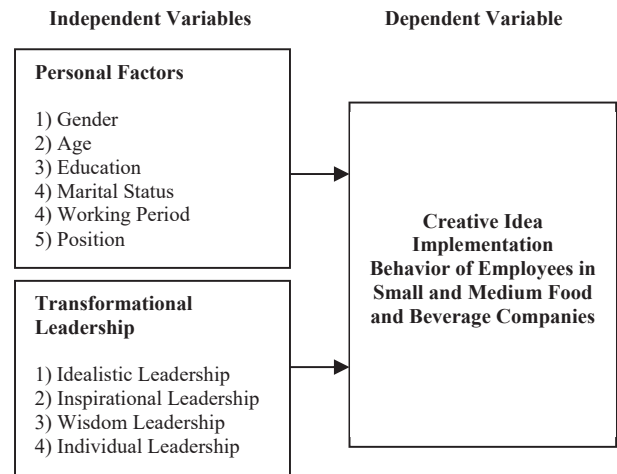 Independent Variables
Dependent Variable
Personal Factors
1) Gender
2) Age
3) Education
4) Marital Status
4) Working Period
5) Position
Transformational
Leadership
1) Idealistic Leadership
2) Inspirational Leadership
3) Wisdom Leadership
4) Individual Leadership
Creative Idea
Implementation
Behavior of Employees in
Small and Medium Food
and Beverage Companies